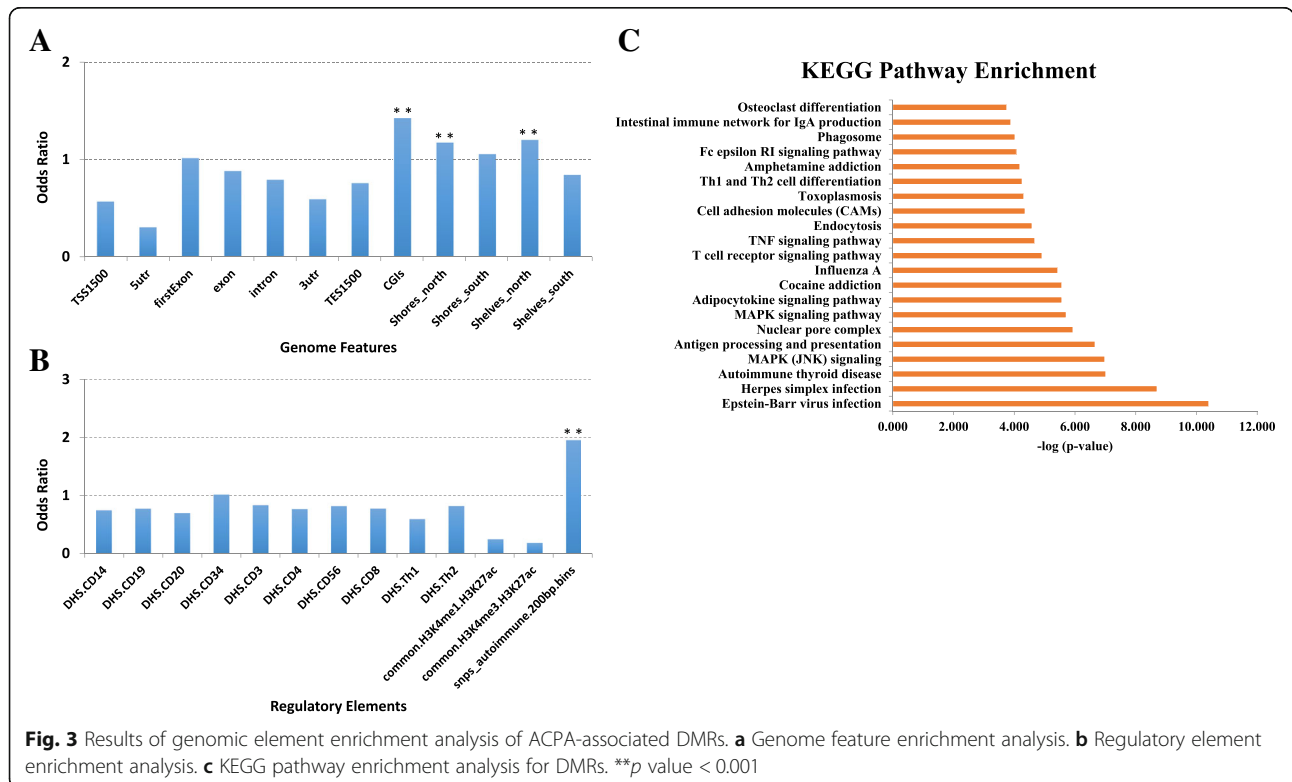 A
2
1
0
Odds Ratio
**
**
**
TSS1500
5utr
firstExon
exon
intron
3utr
TES1500
CGIs
Shores_north
Shores_south
Shelves_north
Shelves_south
Genome Features
B
3
2
1
0
Odds Ratio
**
DHS.CD14
DHS.CD19
DHS.CD20
DHS.CD34
DHS.CD3
DHS.CD4
DHS.CD56
DHS.CD8
DHS.Th1
DHS.Th2
common.H3K4me1.H3K27ac
common.H3K4me3.H3K27ac
snps_autoimmune.200bp.bins
Regulatory Elements
C
KEGG Pathway Enrichment
Osteoclast differentiation
Intestinal immune network for IgA production
Phagosome
Fc epsilon RI signaling pathway
Amphetamine addiction
Th1 and Th2 cell differentiation
Toxoplasmosis
Cell adhesion molecules (CAMs)
Endocytosis
TNF signaling pathway
T cell receptor signaling pathway
Influenza A
Cocaine addiction
Adipocytokine signaling pathway
MAPK signaling pathway
Nuclear pore complex
Antigen processing and presentation
MAPK (JNK) signaling
Autoimmune thyroid disease
Herpes simplex infection
Epstein-Barr virus infection
0.000 2.000 4.000 6.000 8.000 10.000 12.000
-log (p-value)
Fig. 3 Results of genomic element enrichment analysis of ACPA-associated DMRs. a Genome feature enrichment analysis. b Regulatory element
enrichment analysis. c KEGG pathway enrichment analysis for DMRs. **p value < 0.001